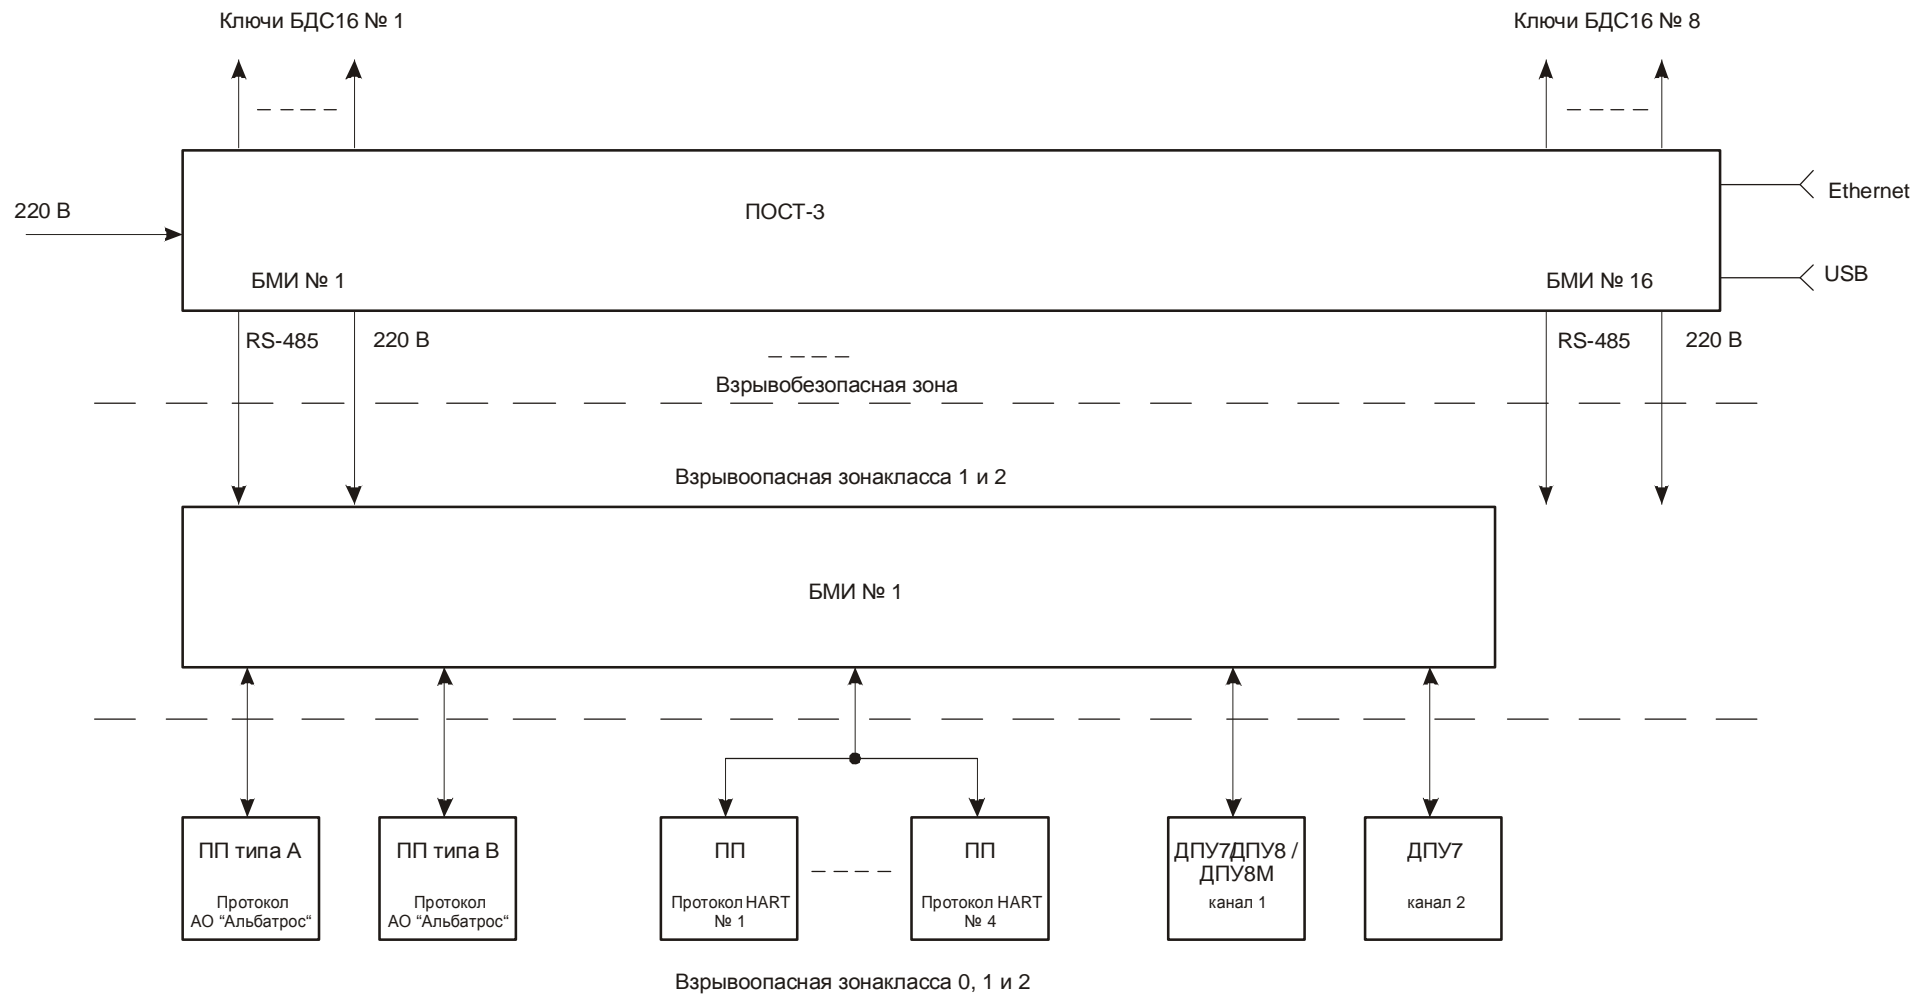 Ключи БДС16 № 1
Ключи БДС16 № 8
220 В
ПОСТ-3
Ethernet
USB
БМИ № 1
БМИ № 16
RS-485
220 В
RS-485
220 В
Взрывобезопасная зона
Взрывоопасная зонакласса 1 и 2
БМИ № 1
ПП типа А
Протокол
АО “Альбатрос“
ПП типа В
Протокол
АО “Альбатрос“
ПП
Протокол HART
№ 1
ПП
Протокол HART
№ 4
ДПУ7/ДПУ8 /
ДПУ8М
канал 1
ДПУ7
канал 2
Взрывоопасная зонакласса 0, 1 и 2